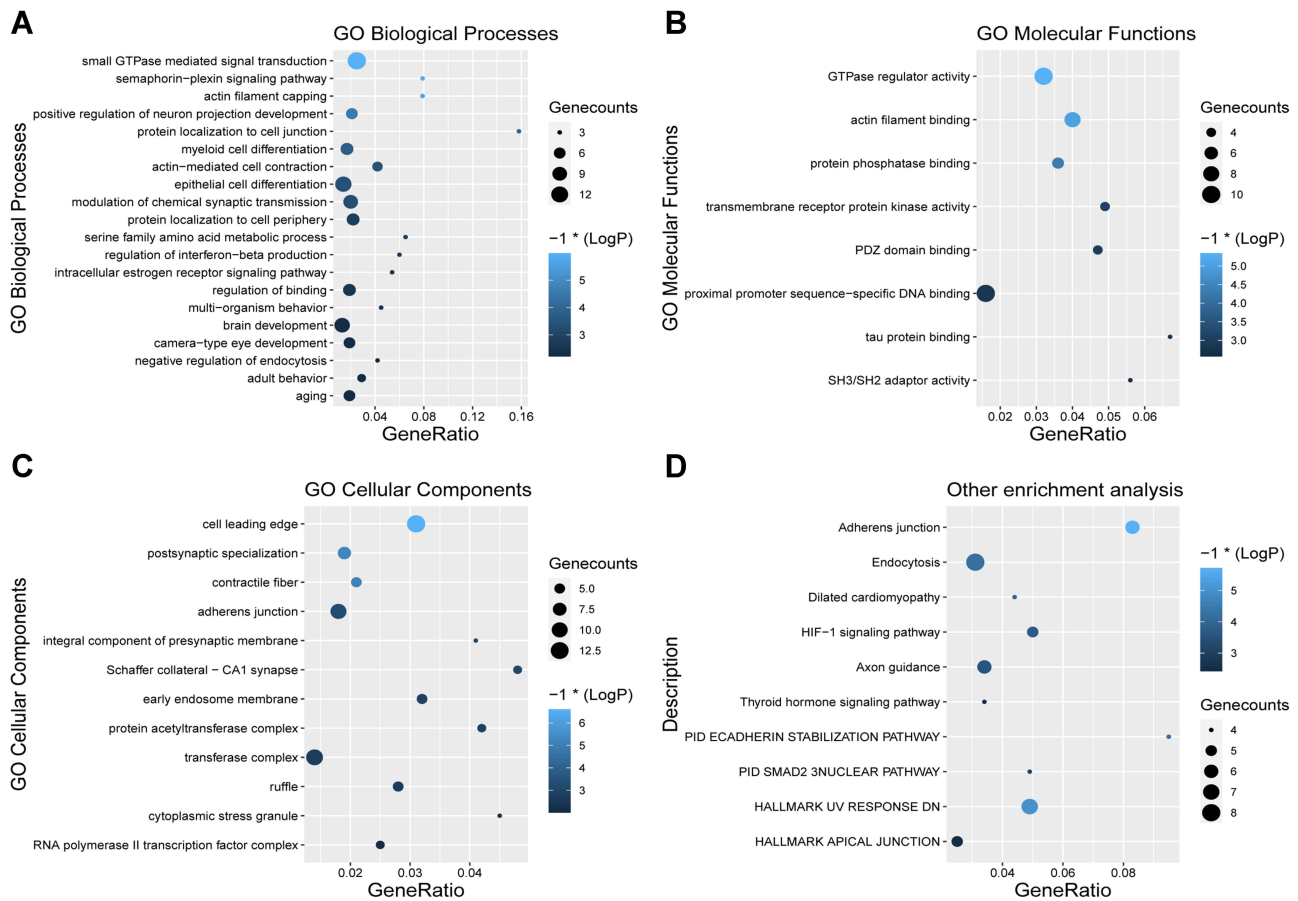 A
GO Biological Processes
GO Biological Processes
small GTPase mediated signal transduction
semaphorin−plexin signaling pathway
actin filament capping
positive regulation of neuron projection development
protein localization to cell junction
myeloid cell differentiation
actin−mediated cell contraction
epithelial cell differentiation
modulation of chemical synaptic transmission
protein localization to cell periphery
serine family amino acid metabolic process
regulation of interferon−beta production
intracellular estrogen receptor signaling pathway
regulation of binding
multi−organism behavior
brain development
camera−type eye development
negative regulation of endocytosis
adult behavior
aging
0.04 0.08 0.12 0.16
GeneRatio
Genecounts
3
6
9
12
−1 * (LogP)
5
4
3
B
GO Molecular Functions
GO Molecular Functions
GTPase regulator activity
actin filament binding
protein phosphatase binding
transmembrane receptor protein kinase activity
PDZ domain binding
proximal promoter sequence−specific DNA binding
tau protein binding
SH3/SH2 adaptor activity
0.02 0.03 0.04 0.05 0.06
GeneRatio
Genecounts
4
6
8
10
−1 * (LogP)
5.0
4.5
4.0
3.5
3.0
C
GO Cellular Components
GO Cellular Components
cell leading edge
postsynaptic specialization
contractile fiber
adherens junction
integral component of presynaptic membrane
Schaffer collateral − CA1 synapse
early endosome membrane
protein acetyltransferase complex
transferase complex
ruffle
cytoplasmic stress granule
RNA polymerase II transcription factor complex
0.02 0.03 0.04
GeneRatio
Genecounts
5.0
7.5
10.0
12.5
−1 * (LogP)
6
5
4
3
D
Other enrichment analysis
Description
Adherens junction
Endocytosis
Dilated cardiomyopathy
HIF−1 signaling pathway
Axon guidance
Thyroid hormone signaling pathway
PID ECADHERIN STABILIZATION PATHWAY
PID SMAD2 3NUCLEAR PATHWAY
HALLMARK UV RESPONSE DN
HALLMARK APICAL JUNCTION
0.04 0.06 0.08
GeneRatio
−1 * (LogP)
5
4
3
Genecounts
4
5
6
7
8